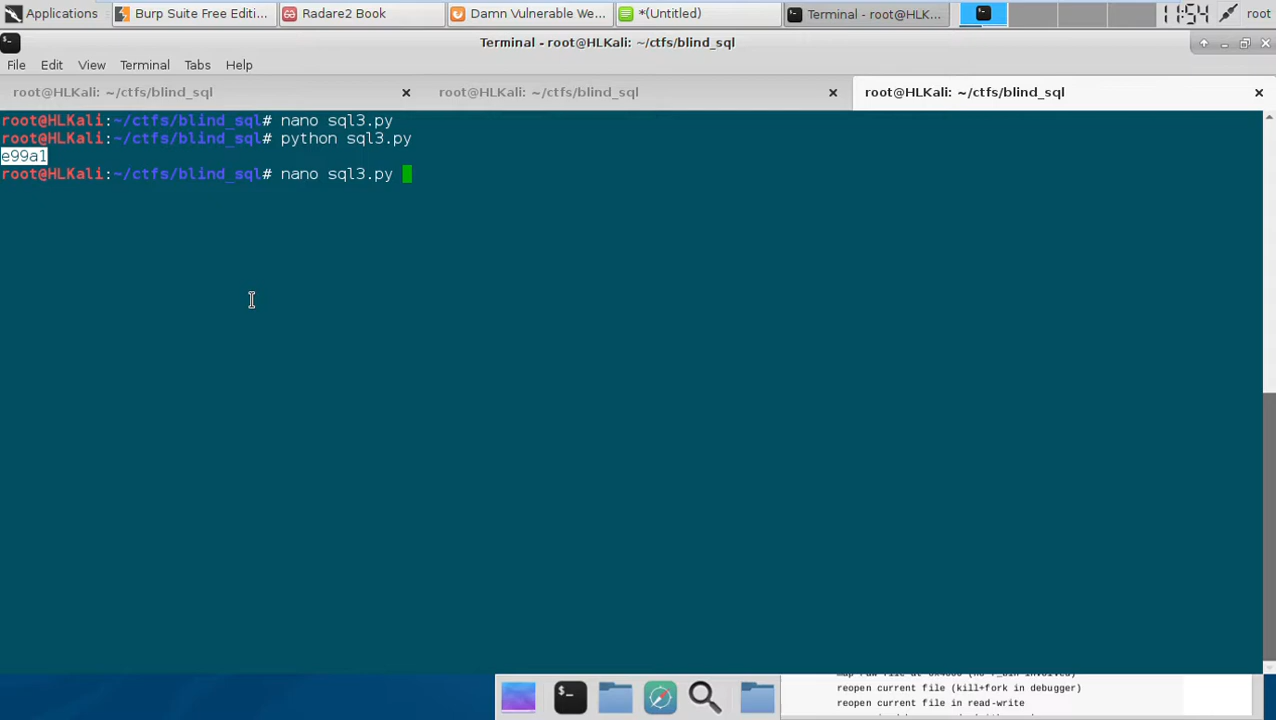 Applications
Burp Suite Free Editi...
Radare2 Book
Damn Vulnerable We...
*(Untitled)
Terminal - root@HLK...
11:54
root
Terminal - root@HLKali: ~/ctfs/blind_sql
File Edit View Terminal Tabs Help
root@HLKali: ~/ctfs/blind_sql
root@HLKali: ~/ctfs/blind_sql
root@HLKali: ~/ctfs/blind_sql
root@HLKali:~/ctfs/blind_sql# nano sql3.py
root@HLKali:~/ctfs/blind_sql# python sql3.py
e99a1
root@HLKali:~/ctfs/blind_sql# nano sql3.py
reopen current file (kill+fork in debugger)
reopen current file in read-write